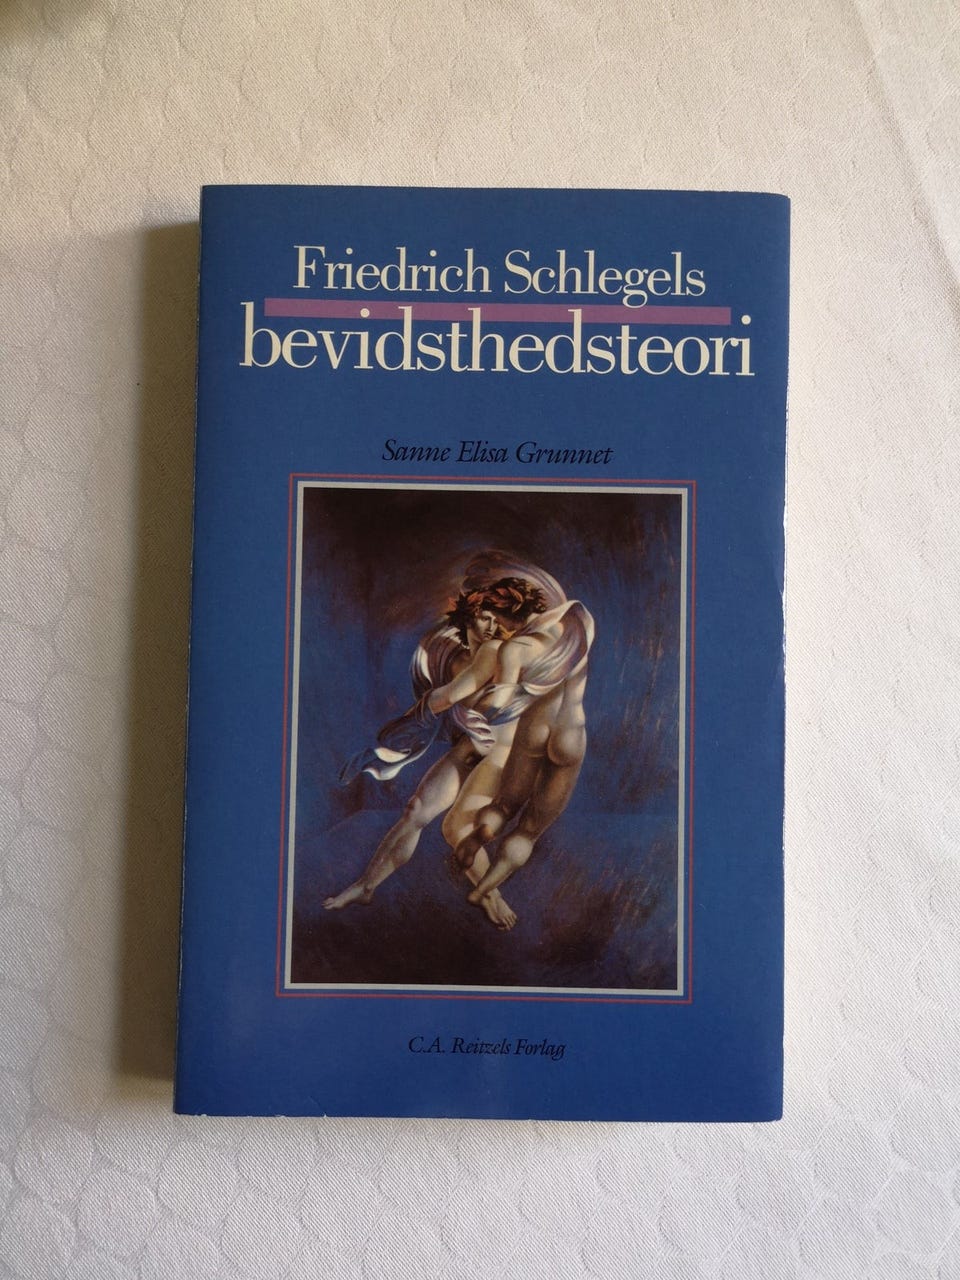 Friedrich Schlegels
bevidsthedsteori
Sanne Elisa Grunnet
C.A. Reitzels Forlag